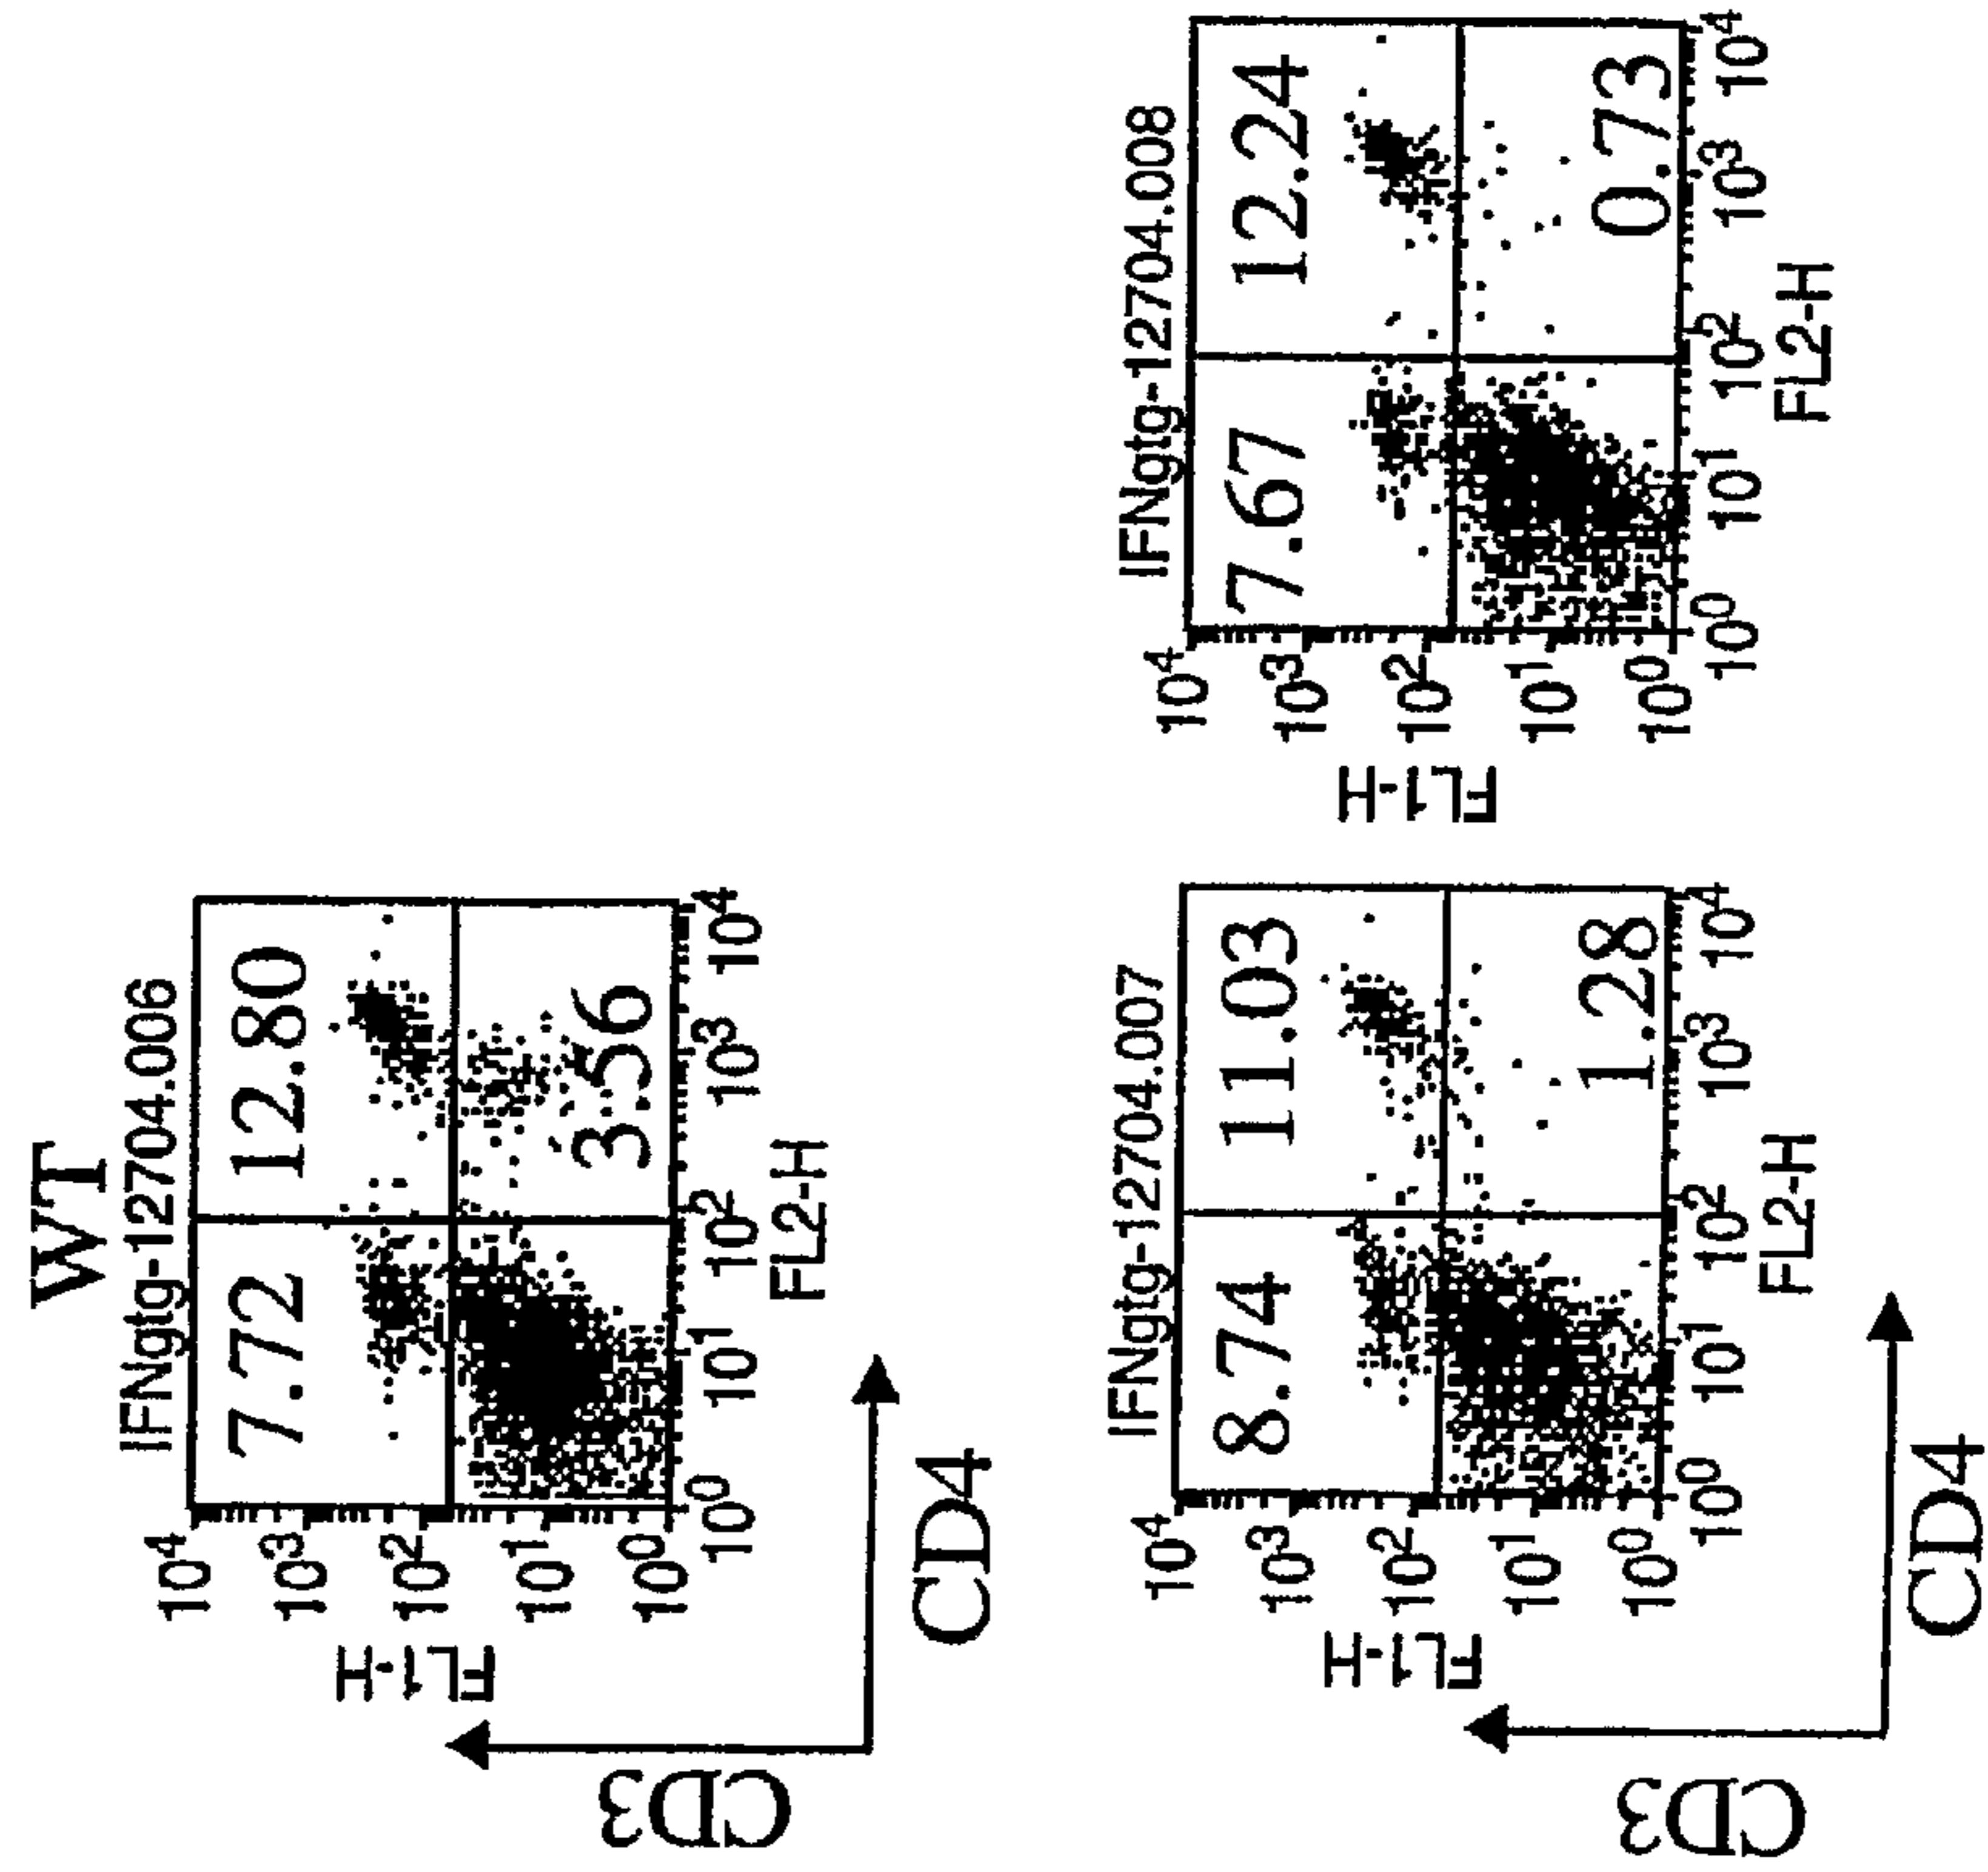 WT
IFNgtg-12704.006
7.72 12.80
3.56
10⁴
10³
10²
10¹
10⁰
FL1-H
10⁰ 10¹ 10² 10³ 10⁴
FL2-H
CD3
CD4
IFNgtg-12704.007
8.74 11.03
1.28
10⁴
10³
10²
10¹
10⁰
FL1-H
10⁰ 10¹ 10² 10³ 10⁴
FL2-H
CD3
CD4
IFNgtg-12704.008
7.67 12.24
0.73
10⁴
10³
10²
10¹
10⁰
FL1-H
10⁰ 10¹ 10² 10³ 10⁴
FL2-H